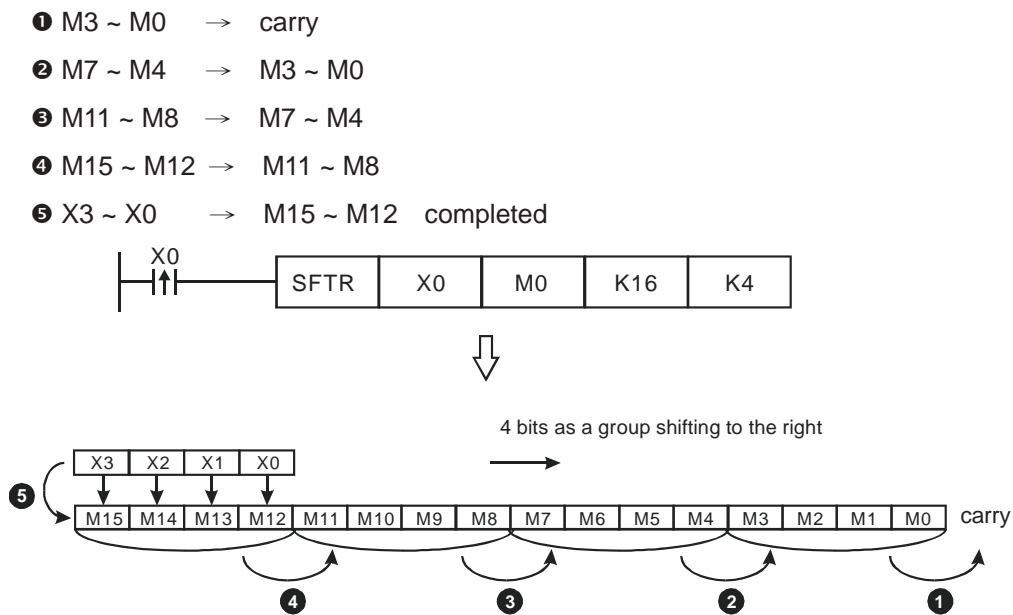 ❶ M3 ~ M0 → carry
❷ M7 ~ M4 → M3 ~ M0
❸ M11 ~ M8 → M7 ~ M4
❹ M15 ~ M12 → M11 ~ M8
❺ X3 ~ X0 → M15 ~ M12 completed
X0
SFTR X0 M0 K16 K4
4 bits as a group shifting to the right
X3 X2 X1 X0
❺
M15 M14 M13 M12 M11 M10 M9 M8 M7 M6 M5 M4 M3 M2 M1 M0 carry
❹ ❸ ❷ ❶